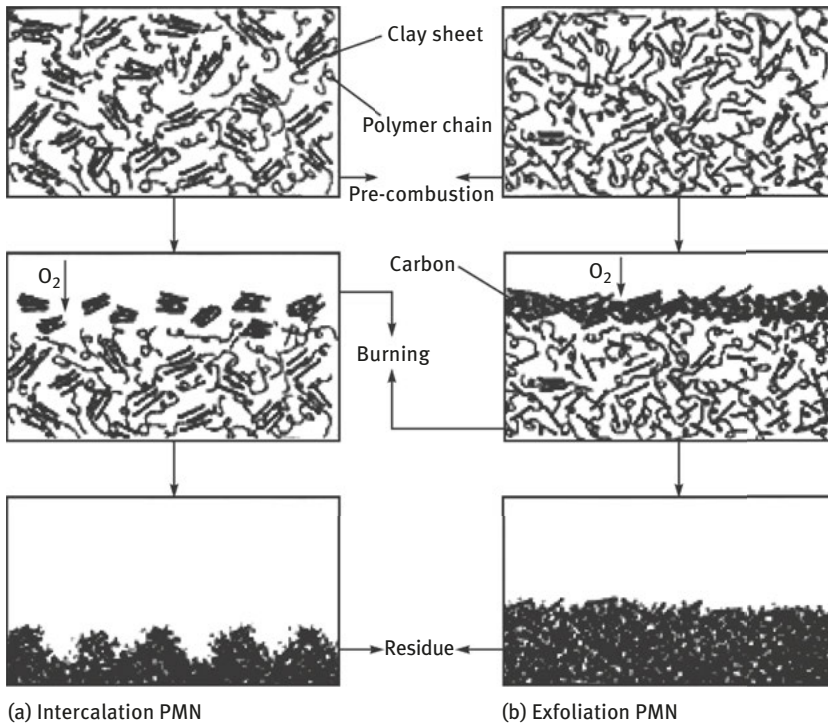 Clay sheet
Polymer chain
Pre-combustion
O₂
Carbon
O₂
Burning
Residue
(a) Intercalation PMN
(b) Exfoliation PMN